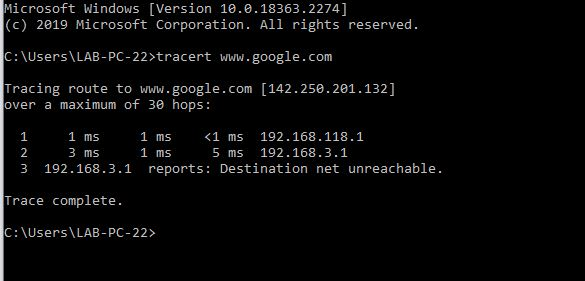 Microsoft Windows [Version 10.0.18363.2274]
(c) 2019 Microsoft Corporation. All rights reserved.
C:\Users\LAB-PC-22>tracert www.google.com
Tracing route to www.google.com [142.250.201.132]
over a maximum of 30 hops:
1 1 ms 1 ms <1 ms 192.168.118.1
2 3 ms 1 ms 5 ms 192.168.3.1
3 192.168.3.1 reports: Destination net unreachable.
Trace complete.
C:\Users\LAB-PC-22>